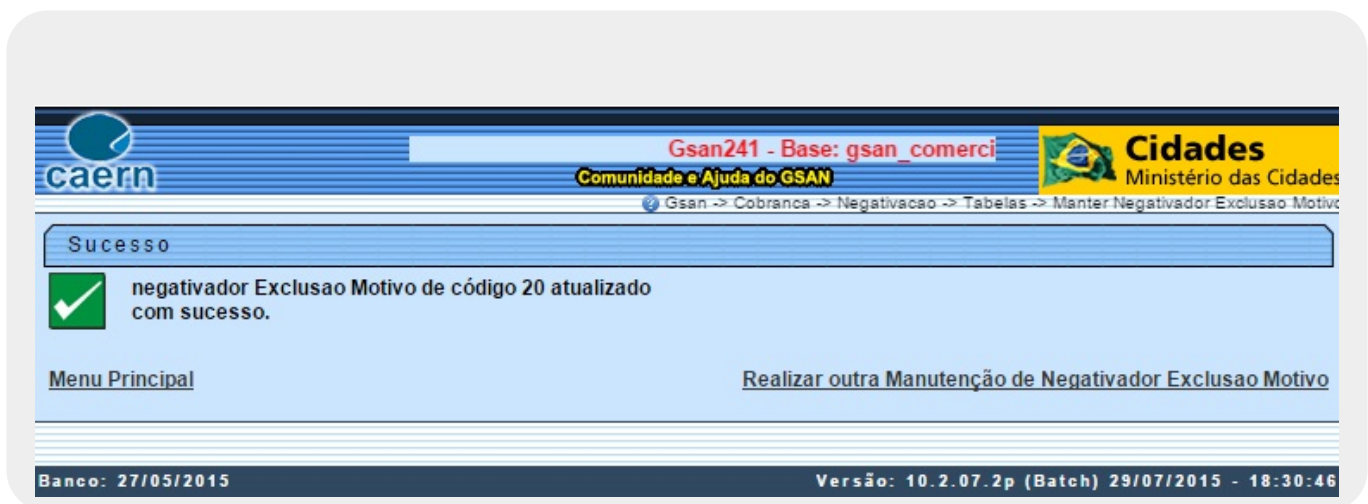 caern
Gsan241 - Base: gsan_comerci
Comunidade e Ajuda do GSAN
Cidades
Ministério das Cidades
Gsan -> Cobranca -> Negativacao -> Tabelas -> Manter Negativador Exclusao Motivo
Sucesso
negativador Exclusao Motivo de código 20 atualizado
com sucesso.
Menu Principal
Realizar outra Manutenção de Negativador Exclusao Motivo
Banco: 27/05/2015
Versão: 10.2.07.2p (Batch) 29/07/2015 - 18:30:46